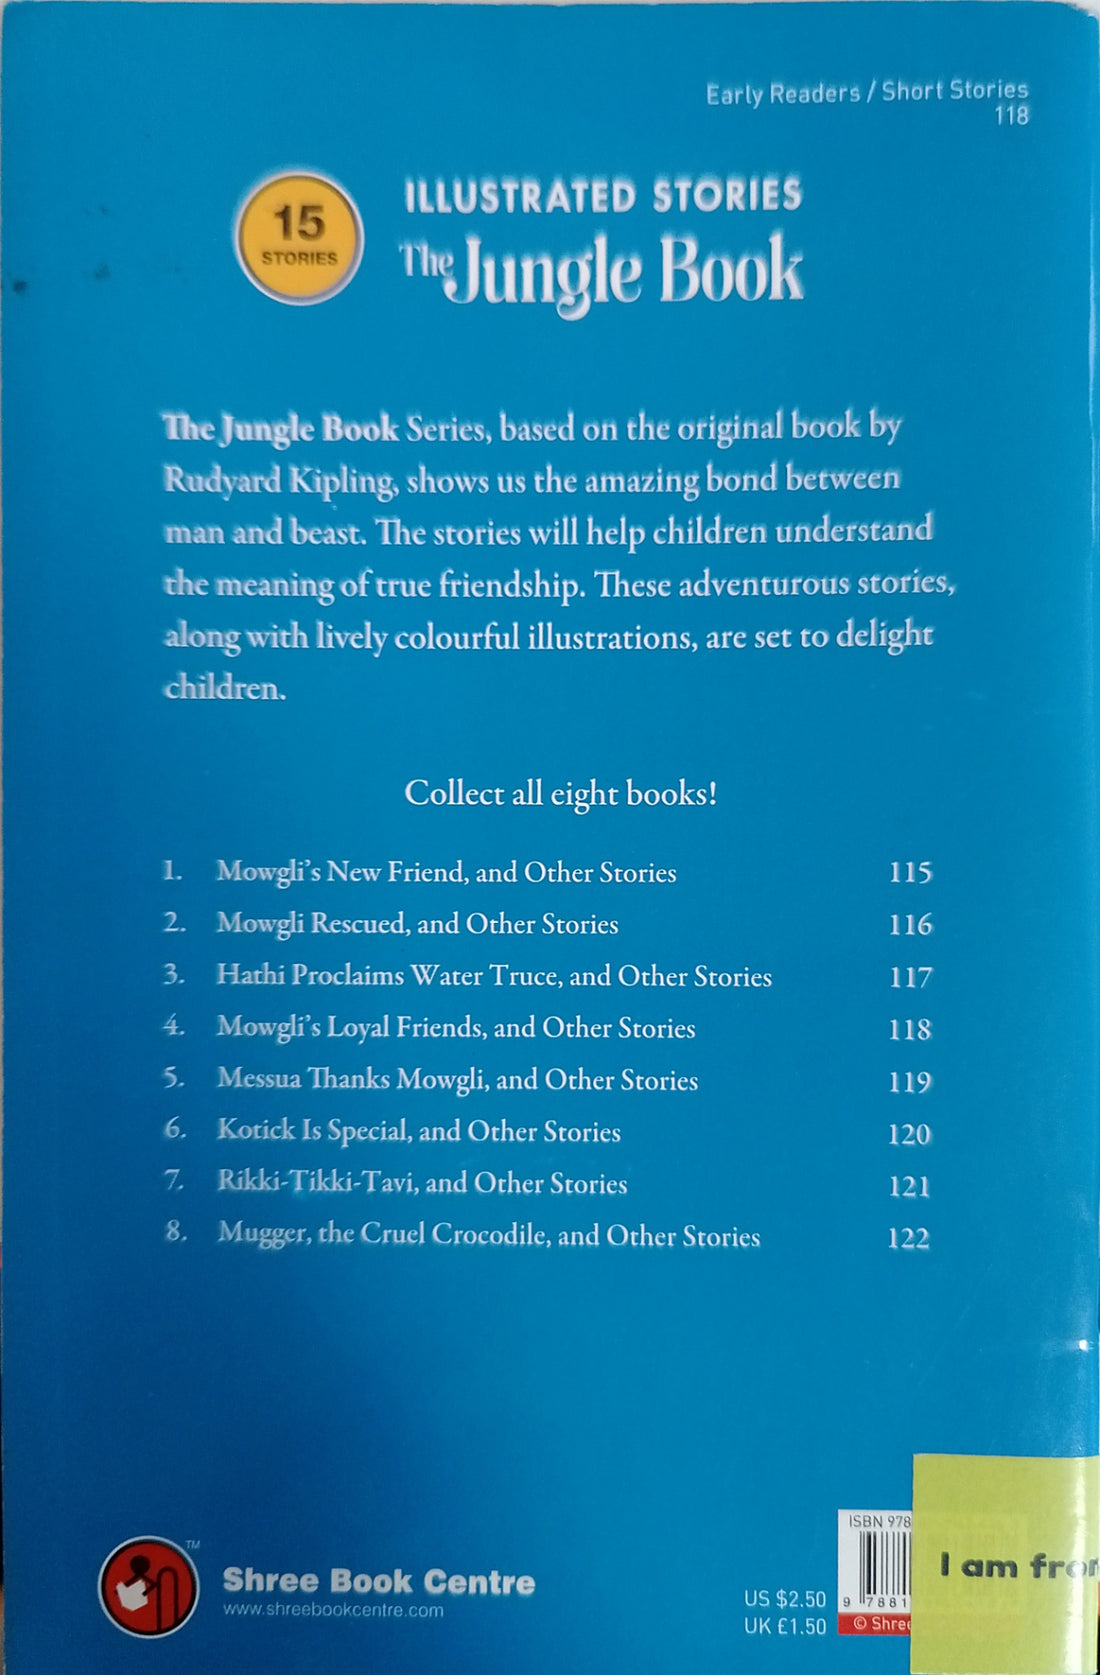 Early Readers / Short Stories
118
15
STORIES
ILLUSTRATED STORIES
The Jungle Book
The Jungle Book Series, based on the original book by
Rudyard Kipling, shows us the amazing bond between
man and beast. The stories will help children understand
the meaning of true friendship. These adventurous stories,
along with lively colourful illustrations, are set to delight
children.
Collect all eight books!
1. Mowgli's New Friend, and Other Stories 115
2. Mowgli Rescued, and Other Stories 116
3. Hathi Proclaims Water Truce, and Other Stories 117
4. Mowgli's Loyal Friends, and Other Stories 118
5. Messua Thanks Mowgli, and Other Stories 119
6. Kotick Is Special, and Other Stories 120
7. Rikki-Tikki-Tavi, and Other Stories 121
8. Mugger, the Cruel Crocodile, and Other Stories 122
TM
Shree Book Centre
www.shreebookcentre.com
US $2.50
UK £1.50
ISBN 978
9 7881
© Shree
I am from